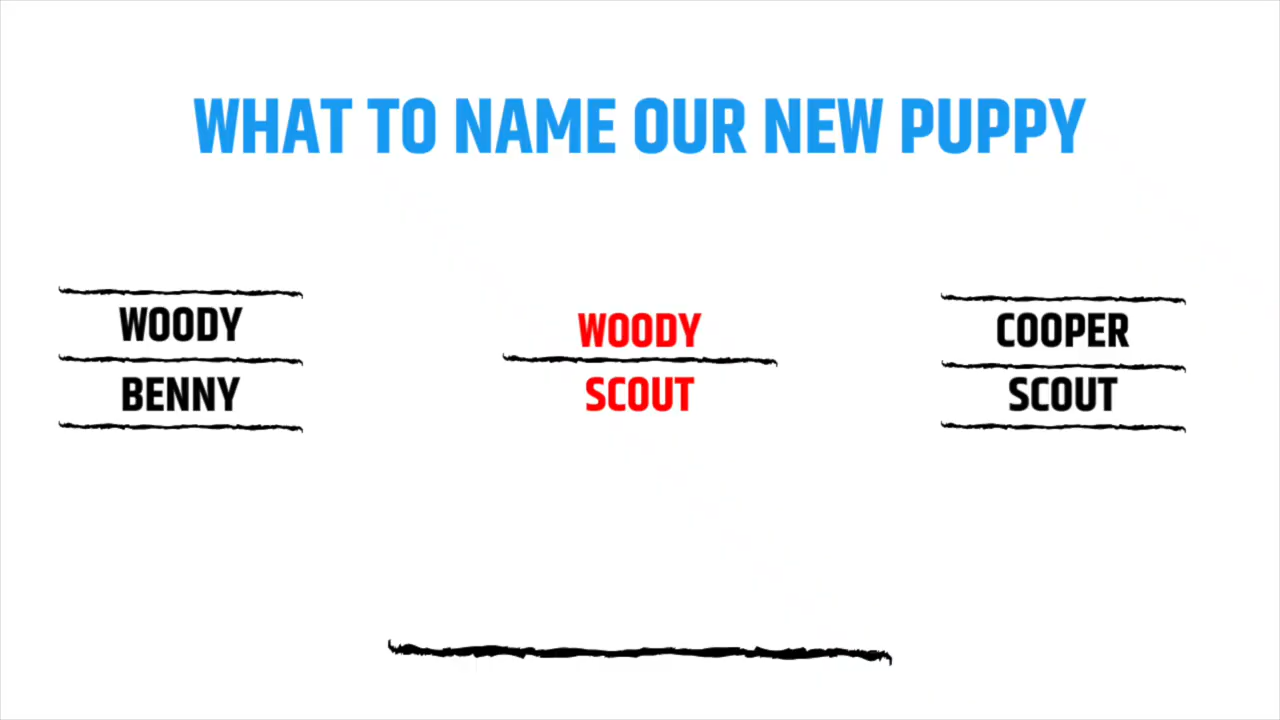 WHAT TO NAME OUR NEW PUPPY
WOODY
BENNY
WOODY
SCOUT
COOPER
SCOUT